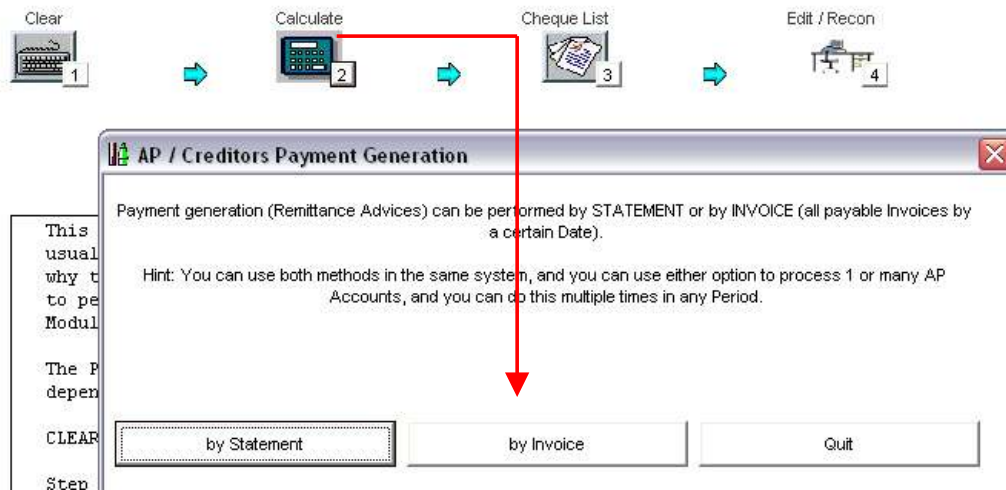 Clear
Calculate
Cheque List
Edit / Recon
1
2
3
4
AP / Creditors Payment Generation
Payment generation (Remittance Advices) can be performed by STATEMENT or by INVOICE (all payable Invoices by
a certain Date).
Hint: You can use both methods in the same system, and you can use either option to process 1 or many AP
Accounts, and you can do this multiple times in any Period.
This
usual
why t
to pe
Modul
The P
depen
CLEAR
Step
by Statement
by Invoice
Quit